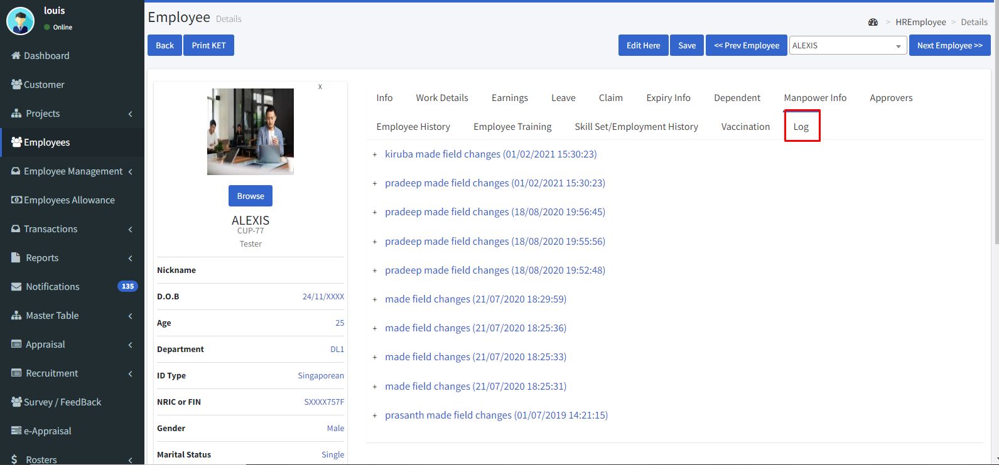 louis
Online
Dashboard
Customer
Projects
Employees
Employee Management
Employees Allowance
Transactions
Reports
Notifications 135
Master Table
Appraisal
Recruitment
Survey / FeedBack
e-Appraisal
Rosters
Employee Details
HREmployee > Details
Back Print KET Edit Here Save << Prev Employee ALEXIS Next Employee >>
X
Browse
ALEXIS
CUP-77
Tester
Nickname
D.O.B 24/11/XXXX
Age 25
Department DL1
ID Type Singaporean
NRIC or FIN SXXXX757F
Gender Male
Marital Status Single
Info Work Details Earnings Leave Claim Expiry Info Dependent Manpower Info Approvers
Employee History Employee Training Skill Set/Employment History Vaccination Log
+ kiruba made field changes (01/02/2021 15:30:23)
+ pradeep made field changes (01/02/2021 15:30:23)
+ pradeep made field changes (18/08/2020 19:56:45)
+ pradeep made field changes (18/08/2020 19:55:56)
+ pradeep made field changes (18/08/2020 19:52:48)
+ made field changes (21/07/2020 18:29:59)
+ made field changes (21/07/2020 18:25:36)
+ made field changes (21/07/2020 18:25:33)
+ made field changes (21/07/2020 18:25:31)
+ prasanth made field changes (01/07/2019 14:21:15)